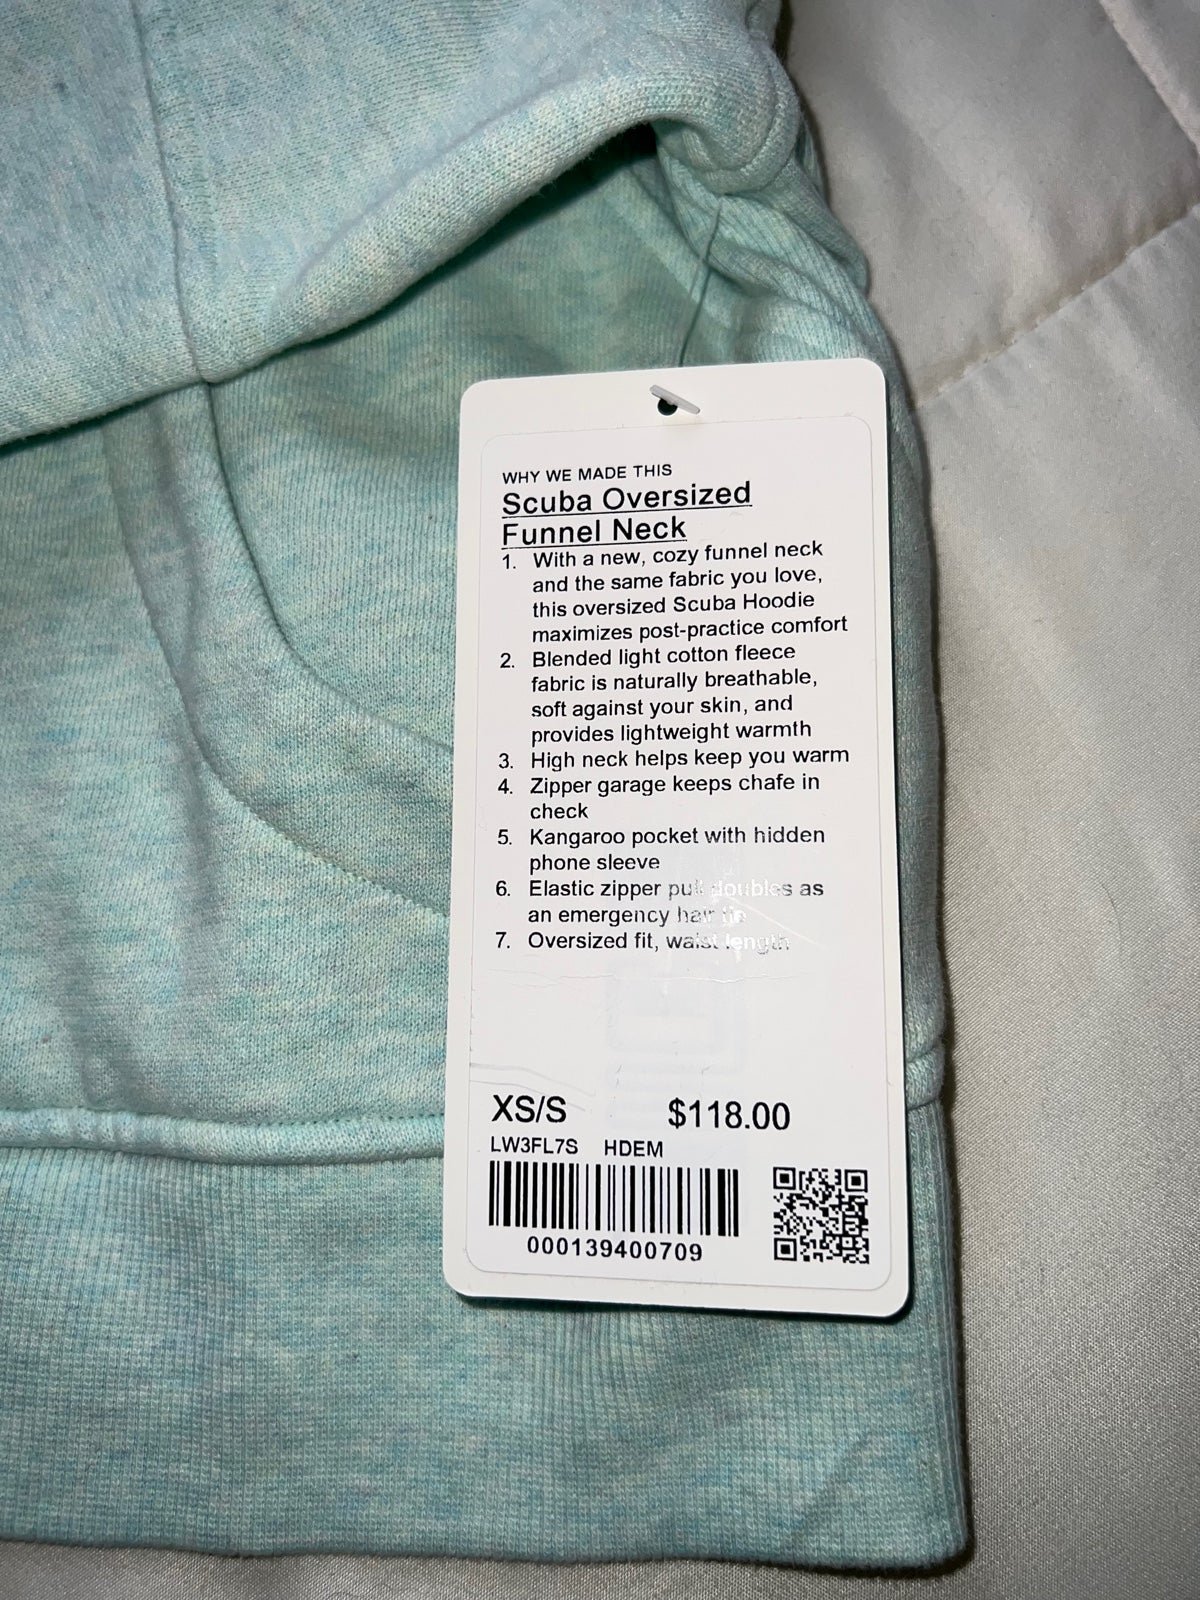 WHY WE MADE THIS
Scuba Oversized
Funnel Neck
1. With a new, cozy funnel neck
and the same fabric you love,
this oversized Scuba Hoodie
maximizes post-practice comfort
2. Blended light cotton fleece
fabric is naturally breathable,
soft against your skin, and
provides lightweight warmth
3. High neck helps keep you warm
4. Zipper garage keeps chafe in
check
5. Kangaroo pocket with hidden
phone sleeve
6. Elastic zipper pull doubles as
an emergency hair tie
7. Oversized fit, waist length
XS/S $118.00
LW3FL7S HDEM
000139400709